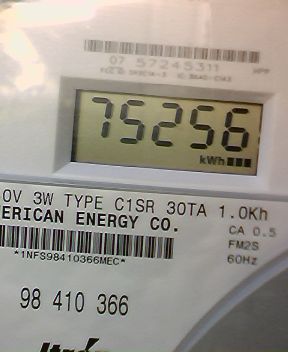 07 57245311
75256
kWh
0V 3W TYPE C1SR 30TA 1.0Kh
ERICAN ENERGY CO.
CA 0.5
FM2S
*1NFS98410366MEC*
60Hz
98 410 366
Itrón